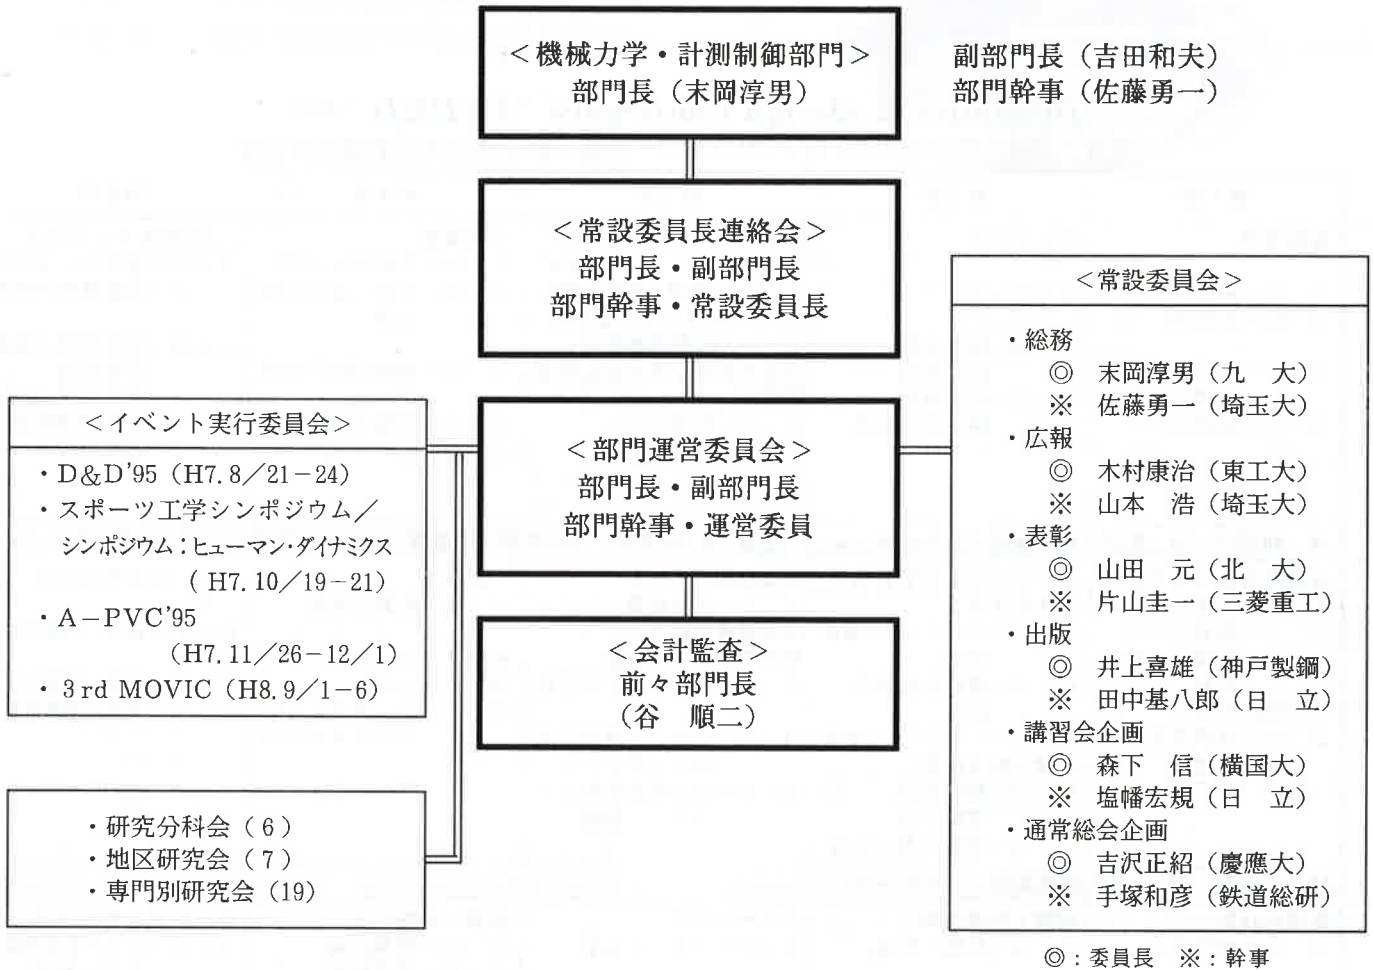 ＜機械力学・計測制御部門＞
部門長（末岡淳男）
副部門長（吉田和夫）
部門幹事（佐藤勇一）
＜常設委員長連絡会＞
部門長・副部門長
部門幹事・常設委員長
＜部門運営委員会＞
部門長・副部門長
部門幹事・運営委員
＜会計監査＞
前々部門長
（谷　順二）
＜イベント実行委員会＞
・D&D'95（H7. 8／21－24）
・スポーツ工学シンポジウム／
シンポジウム：ヒューマン・ダイナミクス
（H7. 10／19－21）
・A－PVC'95
（H7. 11／26－12／1）
・3rd MOVIC（H8. 9／1－6）
・研究分科会（6）
・地区研究会（7）
・専門別研究会（19）
＜常設委員会＞
・総務
◎　末岡淳男（九　大）
※　佐藤勇一（埼玉大）
・広報
◎　木村康治（東工大）
※　山本　浩（埼玉大）
・表彰
◎　山田　元（北　大）
※　片山圭一（三菱重工）
・出版
◎　井上喜雄（神戸製鋼）
※　田中基八郎（日　立）
・講習会企画
◎　森下　信（横国大）
※　塩幡宏規（日　立）
・通常総会企画
◎　吉沢正紹（慶應大）
※　手塚和彦（鉄道総研）
◎：委員長　※：幹事